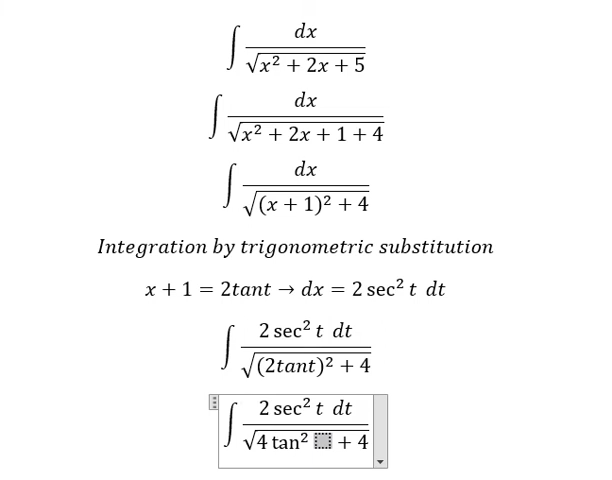 ∫ dx / √(x² + 2x + 5)
∫ dx / √(x² + 2x + 1 + 4)
∫ dx / √((x + 1)² + 4)
Integration by trigonometric substitution
x + 1 = 2tant → dx = 2 sec² t dt
∫ 2 sec² t dt / √((2tant)² + 4)
∫ 2 sec² t dt / √(4 tan² ⬚ + 4)